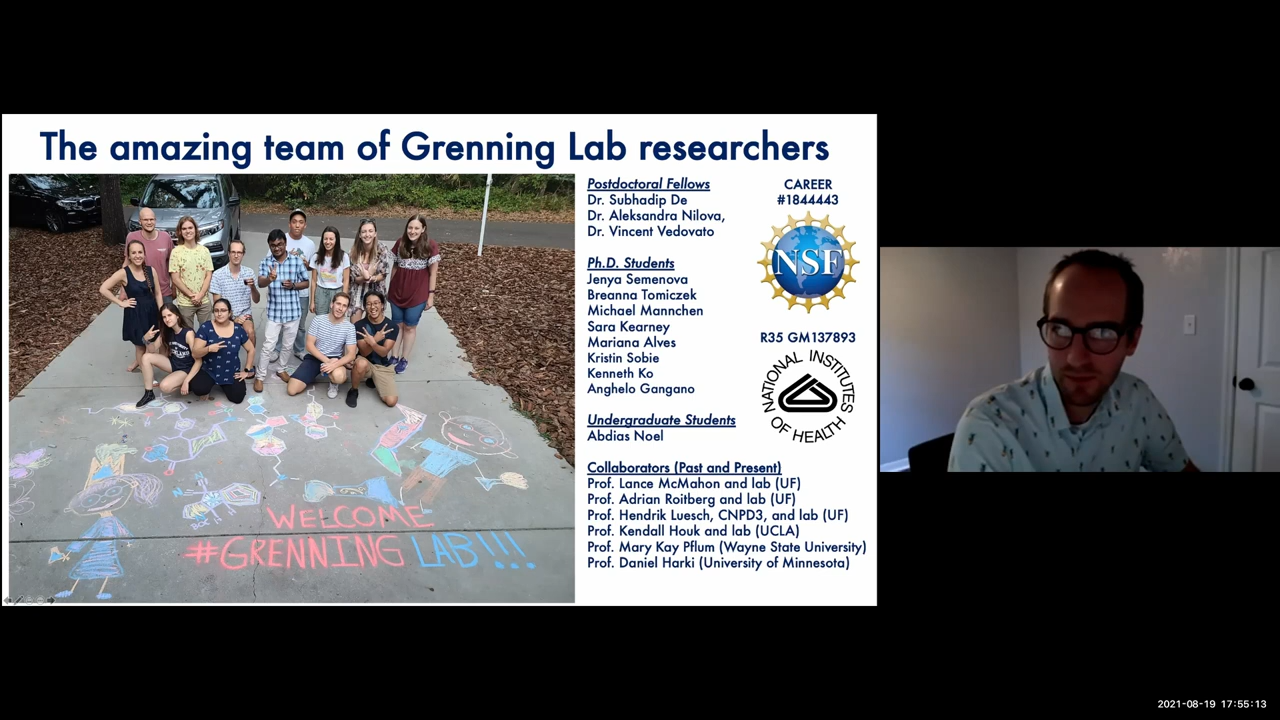 The amazing team of Grenning Lab researchers
Postdoctoral Fellows
Dr. Subhadip De
Dr. Aleksandra Nilova,
Dr. Vincent Vedovato
Ph.D. Students
Jenya Semenova
Breanna Tomiczek
Michael Mannchen
Sara Kearney
Mariana Alves
Kristin Sobie
Kenneth Ko
Anghelo Gangano
Undergraduate Students
Abdias Noel
Collaborators (Past and Present)
Prof. Lance McMahon and lab (UF)
Prof. Adrian Roitberg and lab (UF)
Prof. Hendrik Luesch, CNPD3, and lab (UF)
Prof. Kendall Houk and lab (UCLA)
Prof. Mary Kay Pflum (Wayne State University)
Prof. Daniel Harki (University of Minnesota)
CAREER
#1844443
NSF
R35 GM137893
NATIONAL INSTITUTES
OF HEALTH
WELCOME
#GRENNING LAB!!!
2021-08-19 17:55:13